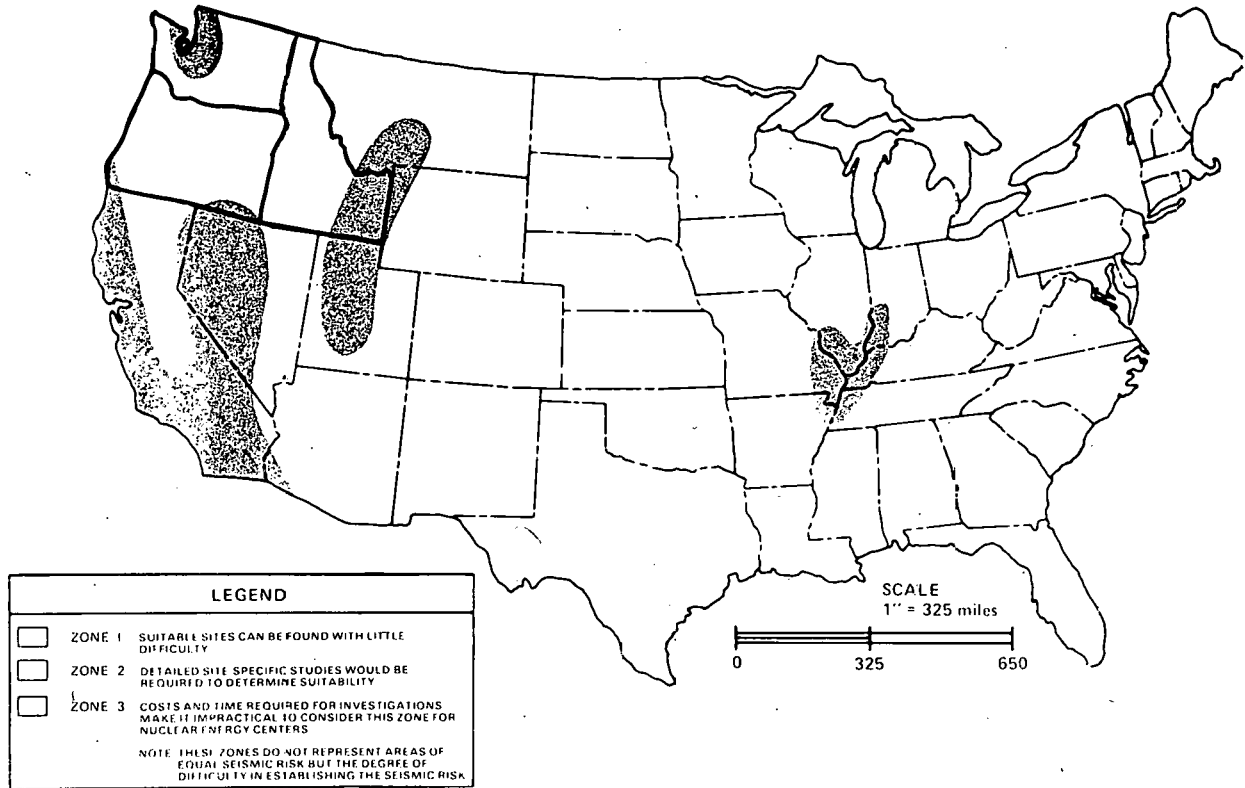 LEGEND
ZONE 1 SUITABLE SITES CAN BE FOUND WITH LITTLE
DIFFICULTY
ZONE 2 DETAILED SITE SPECIFIC STUDIES WOULD BE
REQUIRED TO DETERMINE SUITABILITY
ZONE 3 COSTS AND TIME REQUIRED FOR INVESTIGATIONS
MAKE IT IMPRACTICAL TO CONSIDER THIS ZONE FOR
NUCLEAR ENERGY CENTERS
NOTE THESE ZONES DO NOT REPRESENT AREAS OF
EQUAL SEISMIC RISK BUT THE DEGREE OF
DIFFICULTY IN ESTABLISHING THE SEISMIC RISK
SCALE
1" = 325 miles
0 325 650